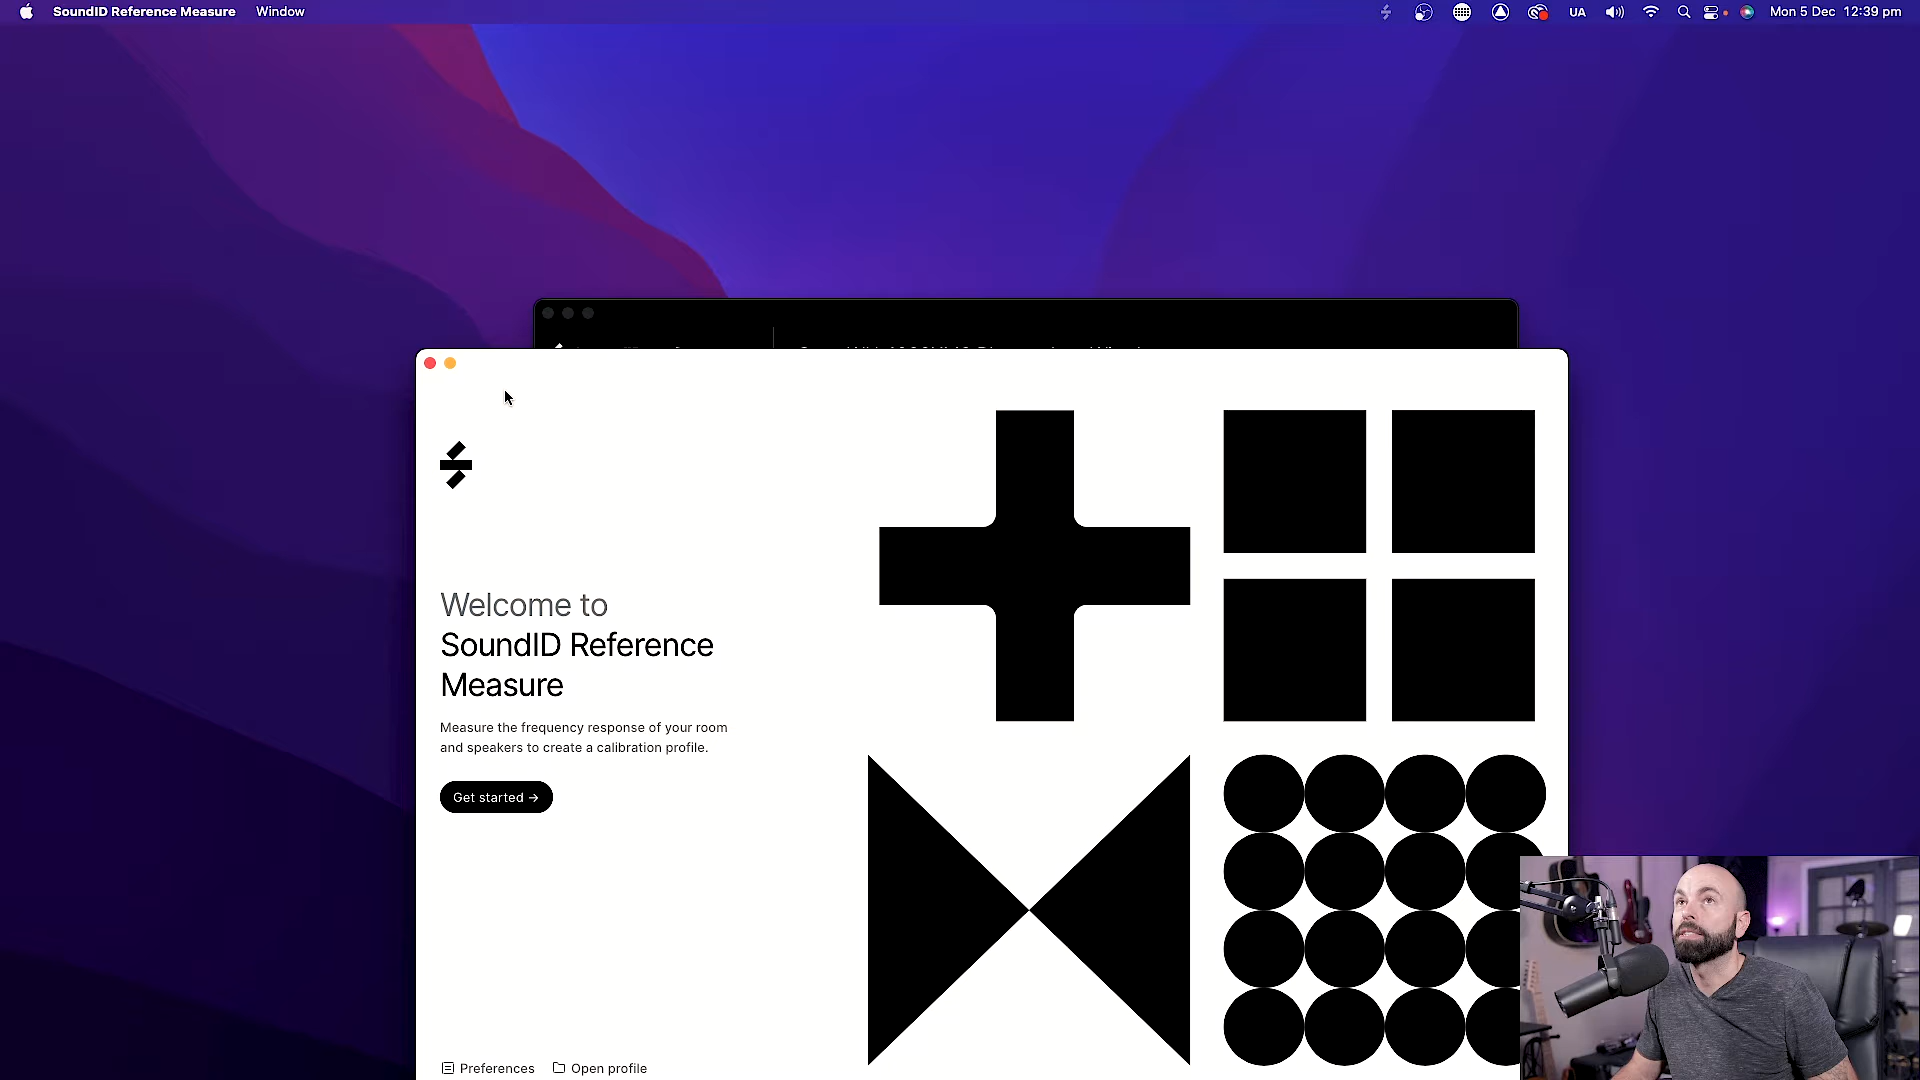 SoundID Reference Measure Window
UA
Mon 5 Dec 12:39 pm
Welcome to
SoundID Reference
Measure
Measure the frequency response of your room
and speakers to create a calibration profile.
Get started →
Preferences
Open profile